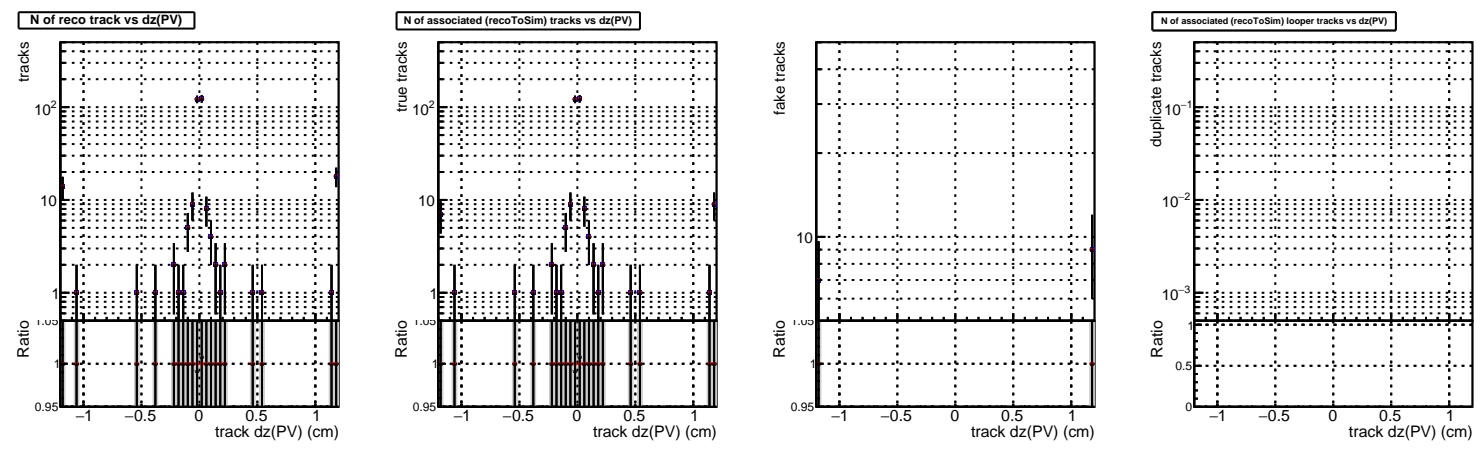 N of reco track vs dz(PV)
tracks
10²
10
1
Ratio
1.05
1
0.95
−1 −0.5 0 0.5 1
track dz(PV) (cm)
N of associated (recoToSim) tracks vs dz(PV)
true tracks
10²
10
1
Ratio
1.05
1
0.95
−1 −0.5 0 0.5 1
track dz(PV) (cm)
fake tracks
10
Ratio
1.05
1
0.95
−1 −0.5 0 0.5 1
track dz(PV) (cm)
N of associated (recoToSim) looper tracks vs dz(PV)
duplicate tracks
10⁻¹
10⁻²
10⁻³
Ratio
1
0.5
0
−1 −0.5 0 0.5 1
track dz(PV) (cm)